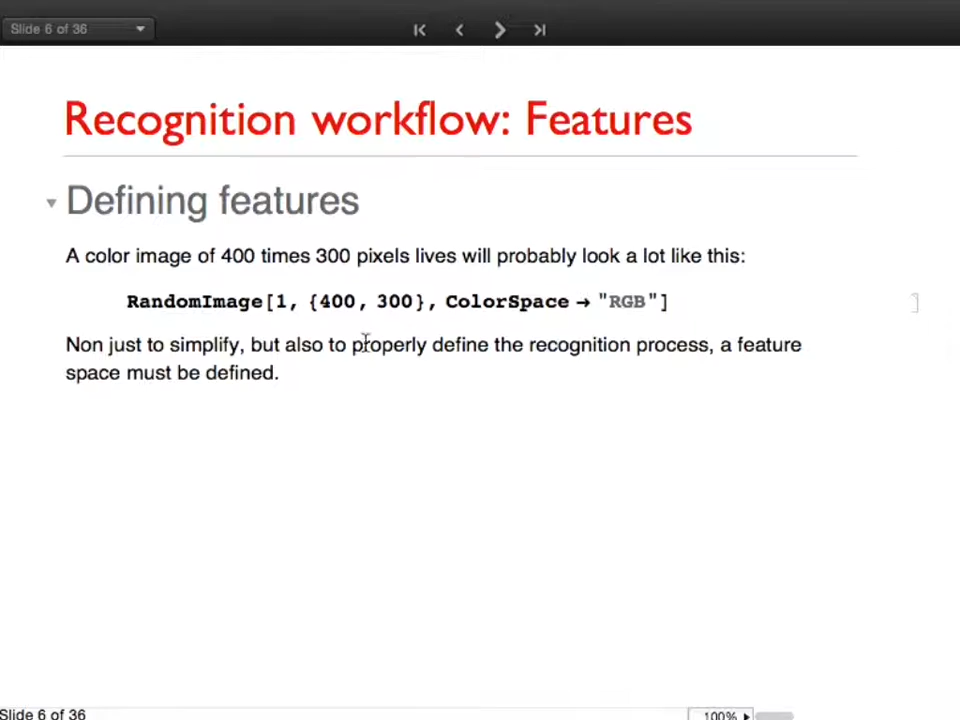 Slide 6 of 36
Recognition workflow: Features
Defining features
A color image of 400 times 300 pixels lives will probably look a lot like this:
RandomImage[1, {400, 300}, ColorSpace → "RGB"]
Non just to simplify, but also to properly define the recognition process, a feature
space must be defined.
Slide 6 of 36
100%